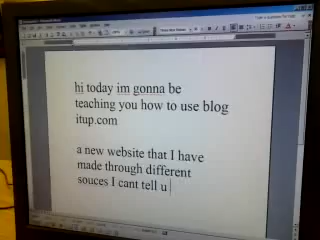 hi today im gonna be
teaching you how to use blog
itup.com
a new website that I have
made through different
souces I cant tell u